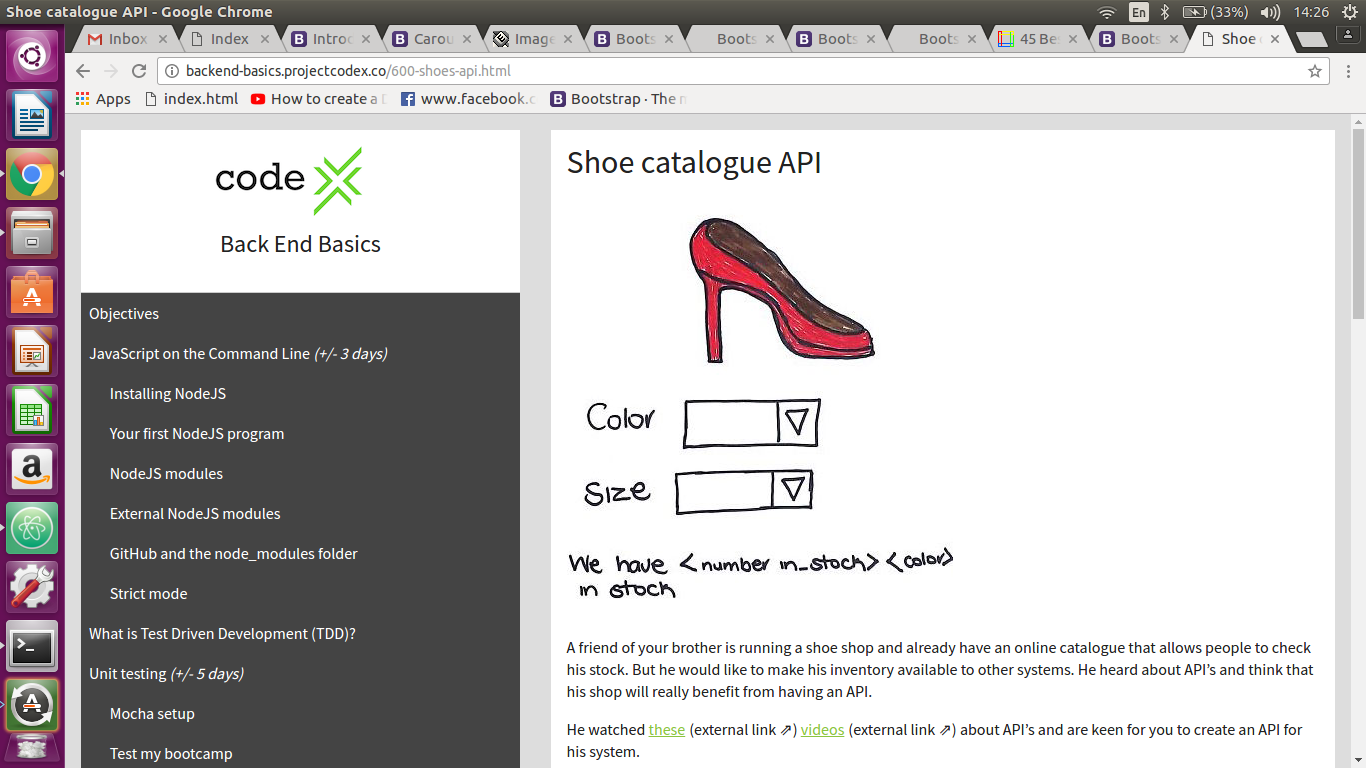 Shoe catalogue API - Google Chrome
En
(33%)
14:26
Inbox
Index
Introd
Carou
Image
Boots
Boots
Boots
Boots
45 Be
Boots
Shoe
backend-basics.projectcodex.co/600-shoes-api.html
Apps
index.html
How to create a
www.facebook.c
Bootstrap · The
code X
Back End Basics
Objectives
JavaScript on the Command Line (+/- 3 days)
Installing NodeJS
Your first NodeJS program
NodeJS modules
External NodeJS modules
GitHub and the node_modules folder
Strict mode
What is Test Driven Development (TDD)?
Unit testing (+/- 5 days)
Mocha setup
Test my bootcamp
Shoe catalogue API
Color
Size
We have <number in_stock> <color>
in stock
A friend of your brother is running a shoe shop and already have an online catalogue that allows people to check
his stock. But he would like to make his inventory available to other systems. He heard about API’s and think that
his shop will really benefit from having an API.
He watched these (external link ⇗) videos (external link ⇗) about API’s and are keen for you to create an API for
his system.